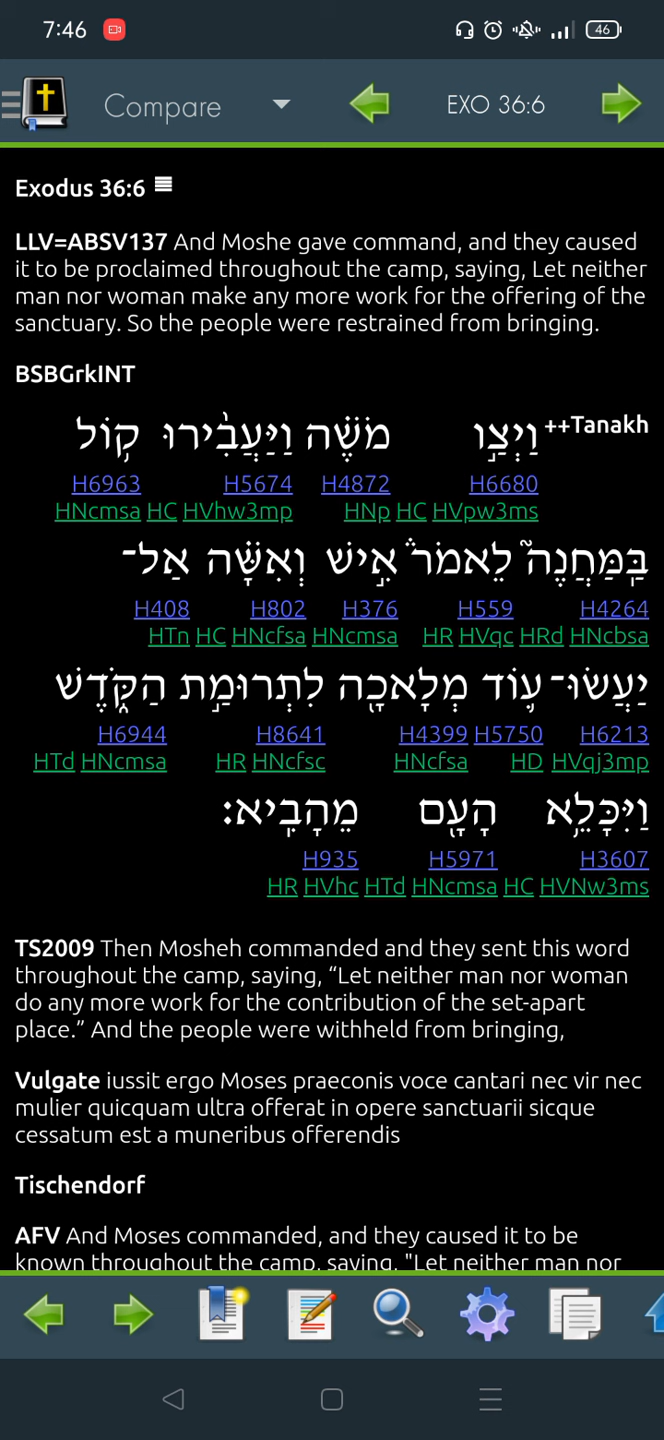 7:46
46
Compare
EXO 36:6
Exodus 36:6
LLV=ABSV137 And Moshe gave command, and they caused
it to be proclaimed throughout the camp, saying, Let neither
man nor woman make any more work for the offering of the
sanctuary. So the people were restrained from bringing.
BSBGrkINT
++Tanakh וַיְצַ֣ו מֹשֶׁ֗ה וַיַּעֲבִ֨ירוּ ק֥וֹל
H6963 H5674 H4872 H6680
HNcmsa HC HVhw3mp HNp HC HVpw3ms
בַּֽמַּחֲנֶה֮ לֵאמֹר֒ אִ֣ישׁ וְאִשָּׁ֗ה אַל־
H408 H802 H376 H559 H4264
HTn HC HNcfsa HNcmsa HR HVqc HRd HNcbsa
יַעֲשׂוּ־ ע֛וֹד מְלָאכָ֖ה לִתְרוּמַ֣ת הַקֹּ֑דֶשׁ
H6944 H8641 H4399 H5750 H6213
HTd HNcmsa HR HNcfsc HNcfsa HD HVqj3mp
וַיִּכָּלֵ֥א הָעָ֖ם מֵהָבִֽיא׃
H935 H5971 H3607
HR HVhc HTd HNcmsa HC HVNw3ms
TS2009 Then Mosheh commanded and they sent this word
throughout the camp, saying, “Let neither man nor woman
do any more work for the contribution of the set-apart
place.” And the people were withheld from bringing,
Vulgate iussit ergo Moses praeconis voce cantari nec vir nec
mulier quicquam ultra offerat in opere sanctuarii sicque
cessatum est a muneribus offerendis
Tischendorf
AFV And Moses commanded, and they caused it to be
known throughout the camp, saying, "Let neither man nor